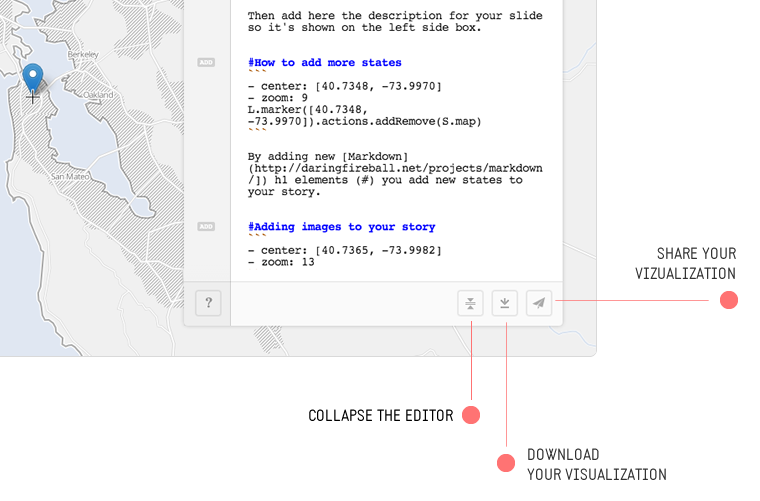 Then add here the description for your slide
so it's shown on the left side box.
Berkeley
ADD
#How to add more states
```
- center: [40.7348, -73.9970]
- zoom: 9
Oakland
L.marker([40.7348,
-73.9970]).actions.addRemove(S.map)
```
By adding new [Markdown]
(http://daringfireball.net/projects/markdown
/]) h1 elements (#) you add new states to
San Mateo
your story.
ADD
#Adding images to your story
```
- center: [40.7365, -73.9982]
- zoom: 13
?
SHARE YOUR
VIZUALIZATION
COLLAPSE THE EDITOR
DOWNLOAD
YOUR VISUALIZATION